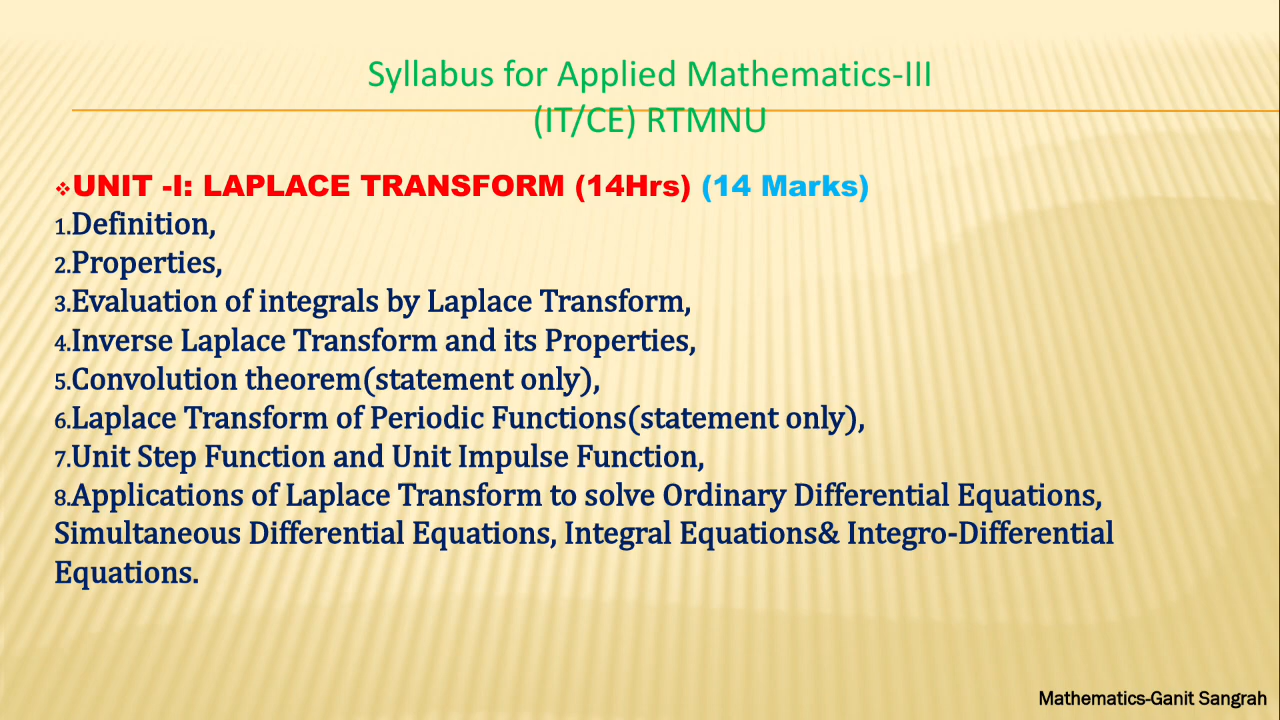 Syllabus for Applied Mathematics-III
(IT/CE) RTMNU
❖UNIT -I: LAPLACE TRANSFORM (14Hrs) (14 Marks)
1.Definition,
2.Properties,
3.Evaluation of integrals by Laplace Transform,
4.Inverse Laplace Transform and its Properties,
5.Convolution theorem(statement only),
6.Laplace Transform of Periodic Functions(statement only),
7.Unit Step Function and Unit Impulse Function,
8.Applications of Laplace Transform to solve Ordinary Differential Equations,
Simultaneous Differential Equations, Integral Equations& Integro-Differential
Equations.
Mathematics-Ganit Sangrah